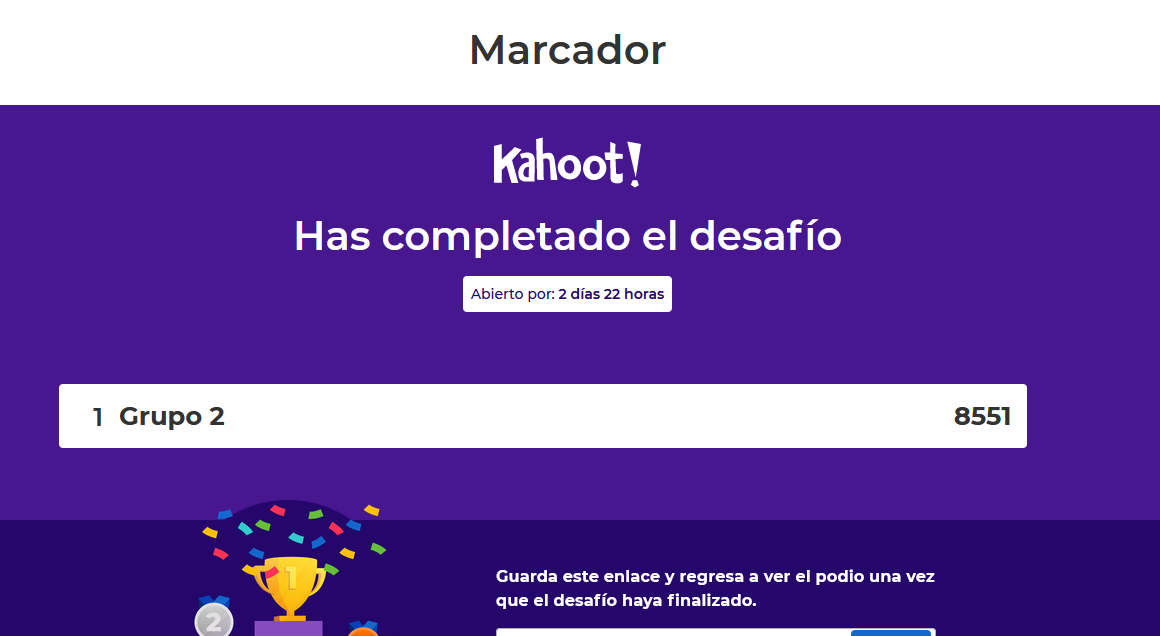 Marcador
Kahoot!
Has completado el desafío
Abierto por: 2 días 22 horas
1 Grupo 2 8551
1
2
Guarda este enlace y regresa a ver el podio una vez
que el desafío haya finalizado.